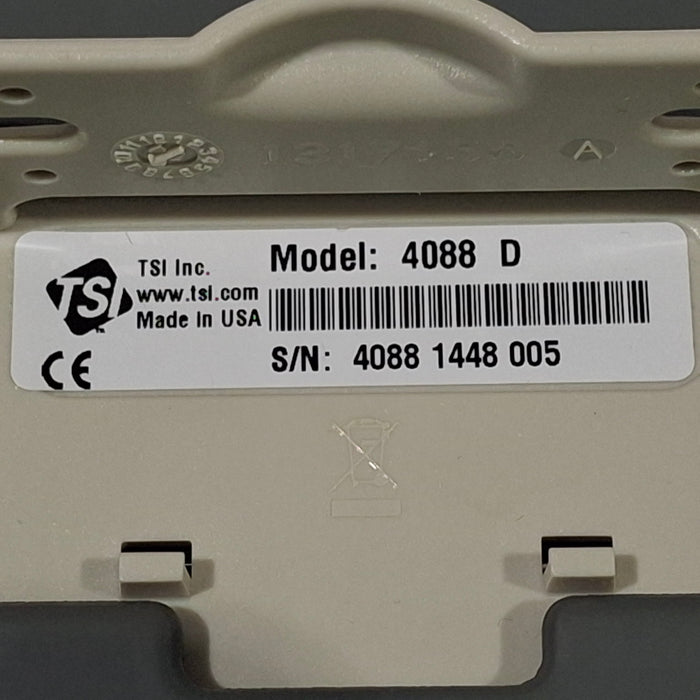 A
TSI Inc.
Model: 4088 D
TSI
www.tsi.com
Made In USA
CE
S/N: 4088 1448 005